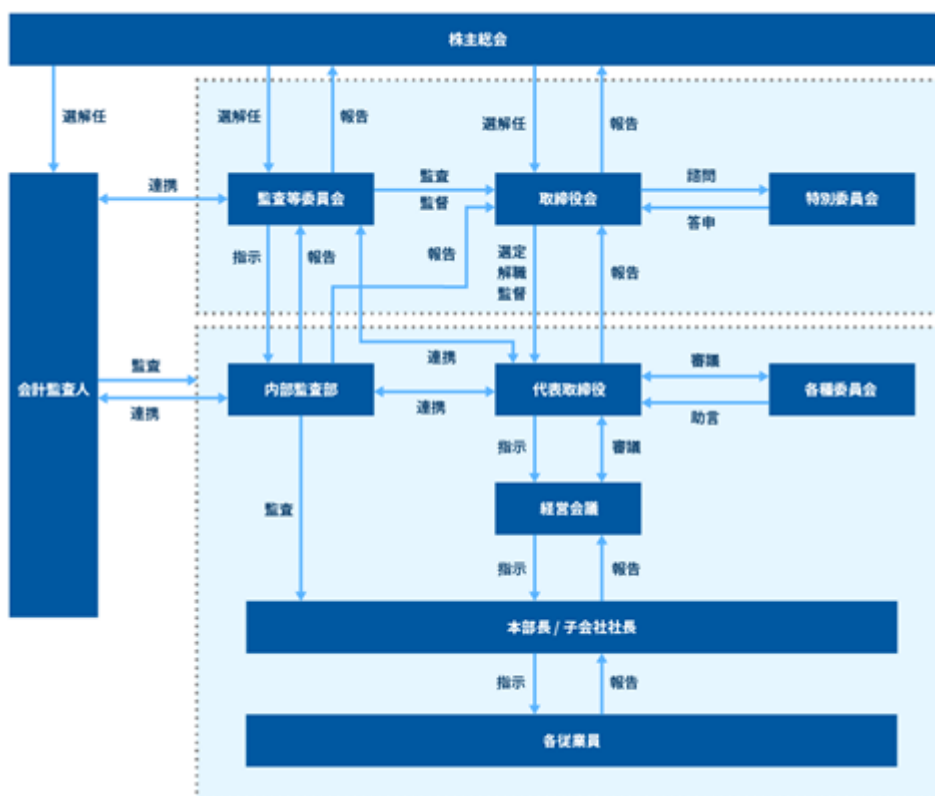 株主総会
選解任
選解任
報告
選解任
報告
連携
監査等委員会
監査
監督
取締役会
諮問
答申
特別委員会
指示
報告
報告
選定
解職
監督
報告
会計監査人
監査
連携
内部監査部
連携
連携
代表取締役
審議
助言
各種委員会
指示
審議
監査
経営会議
指示
報告
本部長 / 子会社社長
指示
報告
各従業員